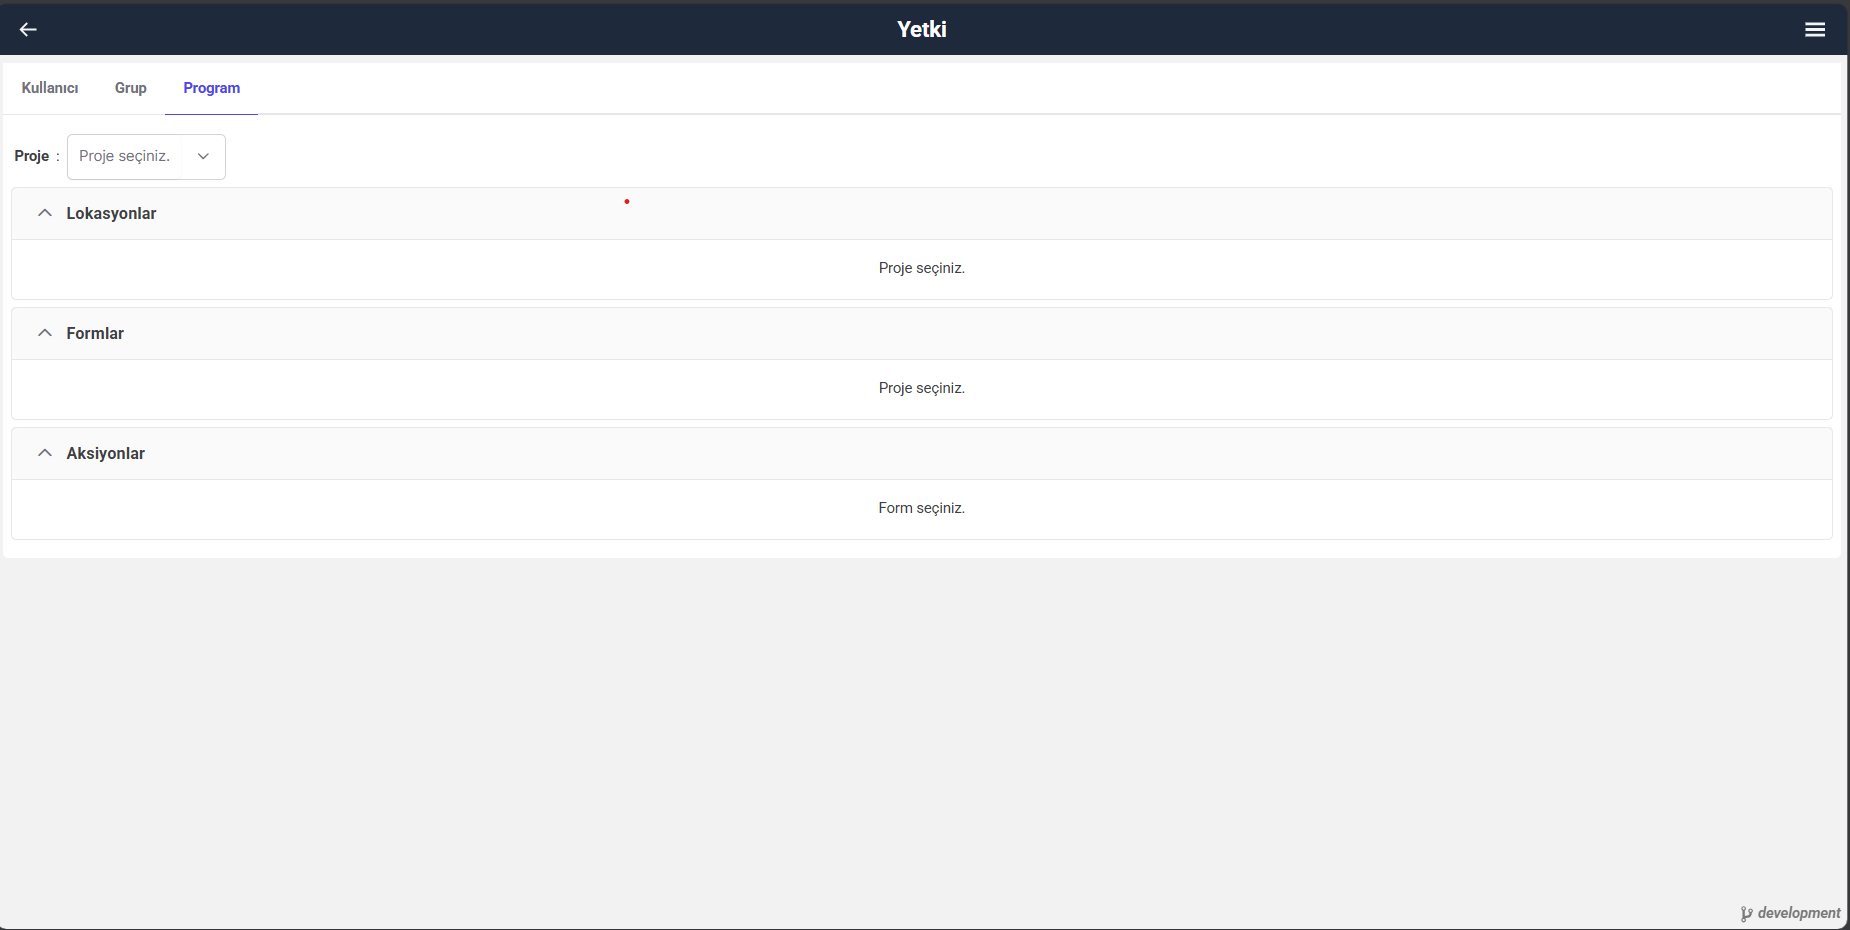 Yetki
Kullanıcı Grup Program
Proje : Proje seçiniz.
Lokasyonlar
Proje seçiniz.
Formlar
Proje seçiniz.
Aksiyonlar
Form seçiniz.
development